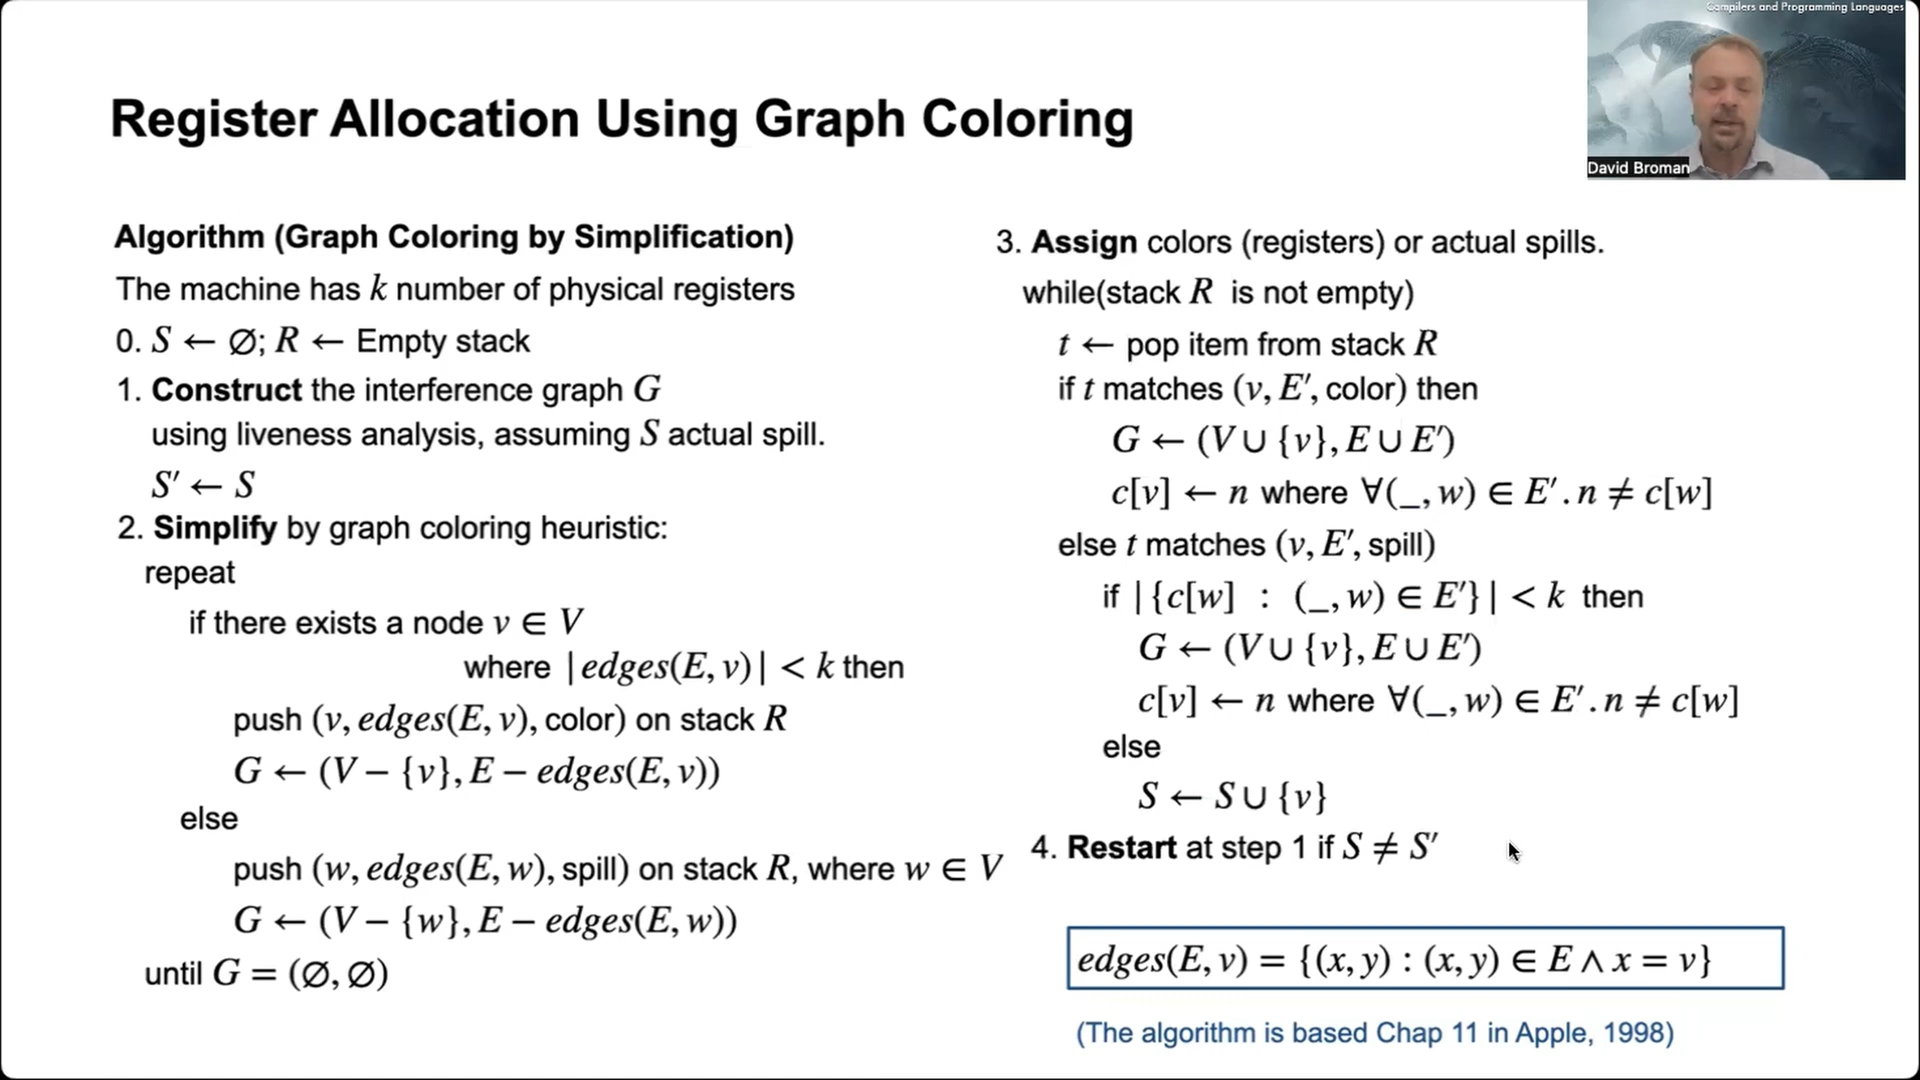 Compilers and Programming Languages
David Broman
Register Allocation Using Graph Coloring
Algorithm (Graph Coloring by Simplification)
The machine has k number of physical registers
0. S ← ∅; R ← Empty stack
1. Construct the interference graph G
using liveness analysis, assuming S actual spill.
S′ ← S
2. Simplify by graph coloring heuristic:
repeat
if there exists a node v ∈ V
where |edges(E, v)| < k then
push (v, edges(E, v), color) on stack R
G ← (V − {v}, E − edges(E, v))
else
push (w, edges(E, w), spill) on stack R, where w ∈ V
G ← (V − {w}, E − edges(E, w))
until G = (∅, ∅)
3. Assign colors (registers) or actual spills.
while(stack R is not empty)
t ← pop item from stack R
if t matches (v, E′, color) then
G ← (V ∪ {v}, E ∪ E′)
c[v] ← n where ∀(_, w) ∈ E′. n ≠ c[w]
else t matches (v, E′, spill)
if |{c[w] : (_, w) ∈ E′}| < k then
G ← (V ∪ {v}, E ∪ E′)
c[v] ← n where ∀(_, w) ∈ E′. n ≠ c[w]
else
S ← S ∪ {v}
4. Restart at step 1 if S ≠ S′
edges(E, v) = {(x, y) : (x, y) ∈ E ∧ x = v}
(The algorithm is based Chap 11 in Apple, 1998)